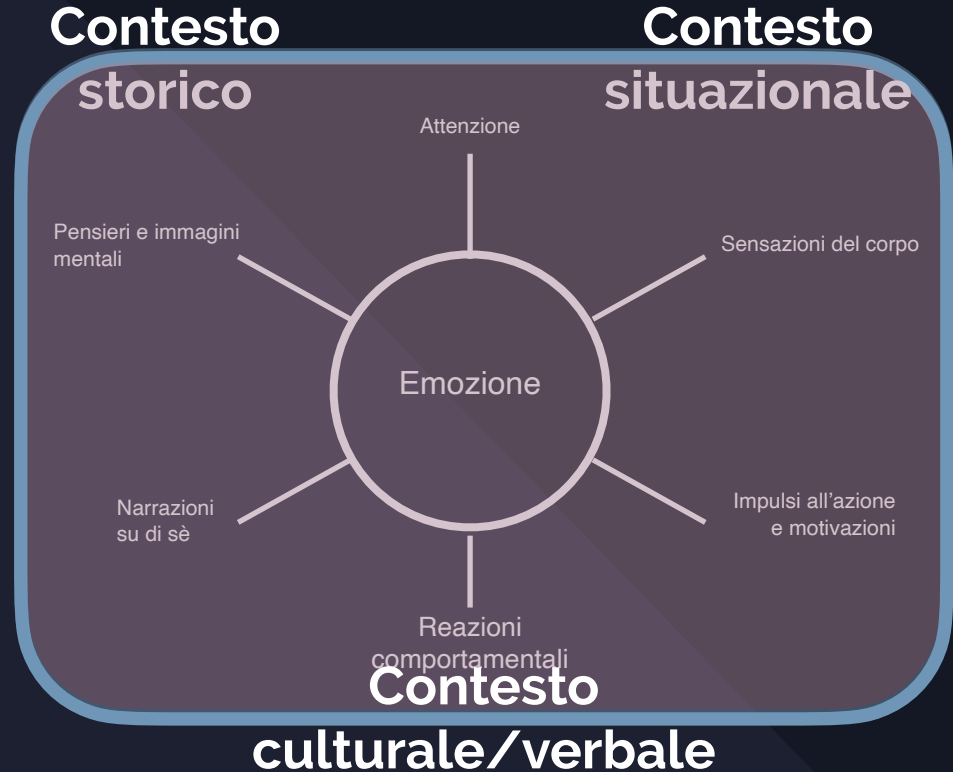 Contesto
storico
Contesto
situazionale
Attenzione
Pensieri e immagini
mentali
Sensazioni del corpo
Emozione
Narrazioni
su di sè
Impulsi all’azione
e motivazioni
Reazioni
comportamentali
Contesto
culturale/verbale